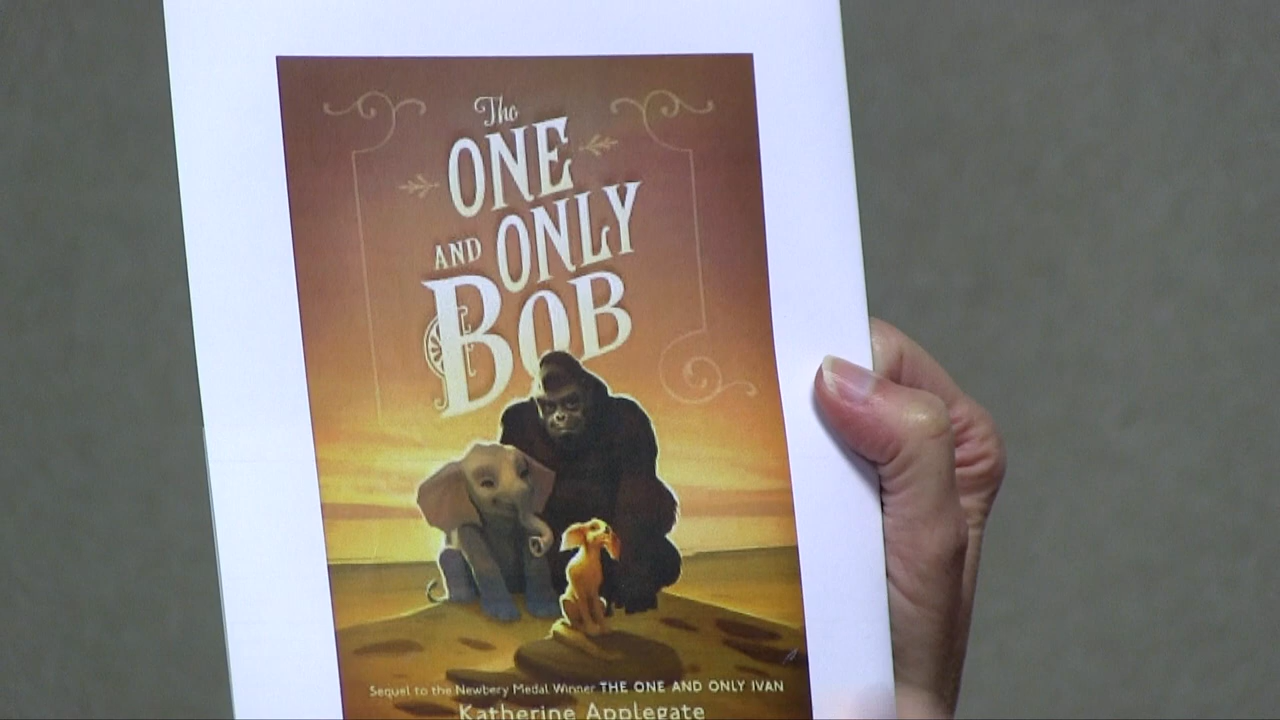 The
ONE
AND ONLY
BOB
Sequel to the Newbery Medal Winner THE ONE AND ONLY IVAN
Katherine Applegate